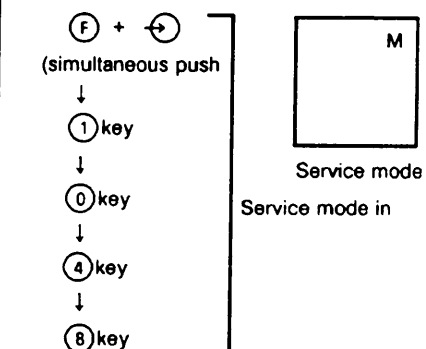 F +
(simultaneous push
↓
1 key
↓
0 key
↓
4 key
↓
8 key
M
Service mode
Service mode in